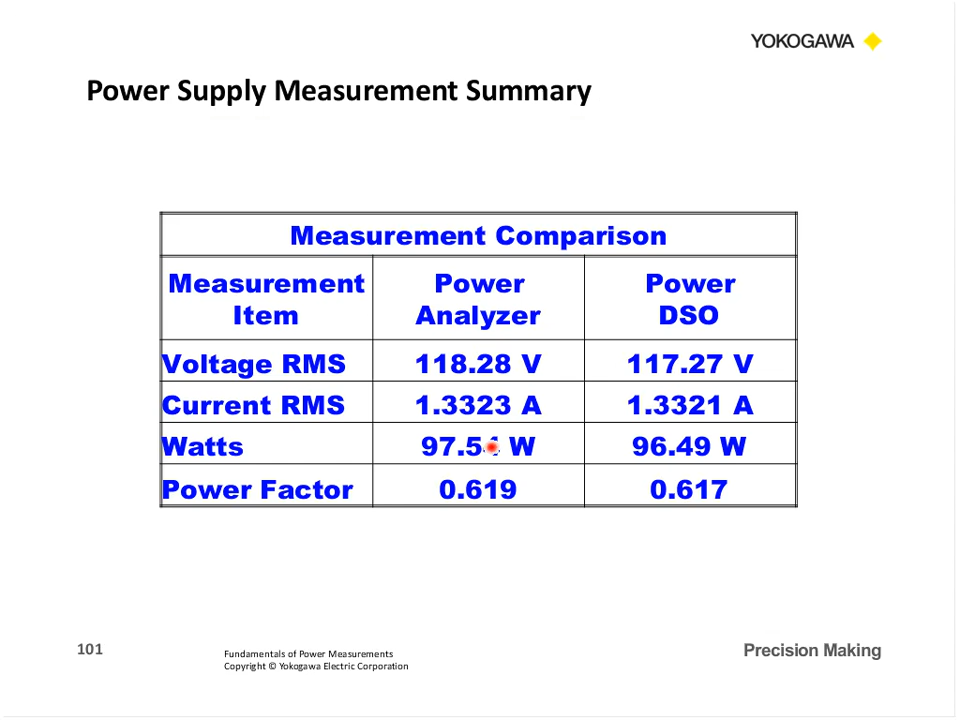 YOKOGAWA
Power Supply Measurement Summary
Measurement Comparison
Measurement Item
Power Analyzer
Power DSO
Voltage RMS 118.28 V 117.27 V
Current RMS 1.3323 A 1.3321 A
Watts 97.54 W 96.49 W
Power Factor 0.619 0.617
101
Fundamentals of Power Measurements
Copyright © Yokogawa Electric Corporation
Precision Making